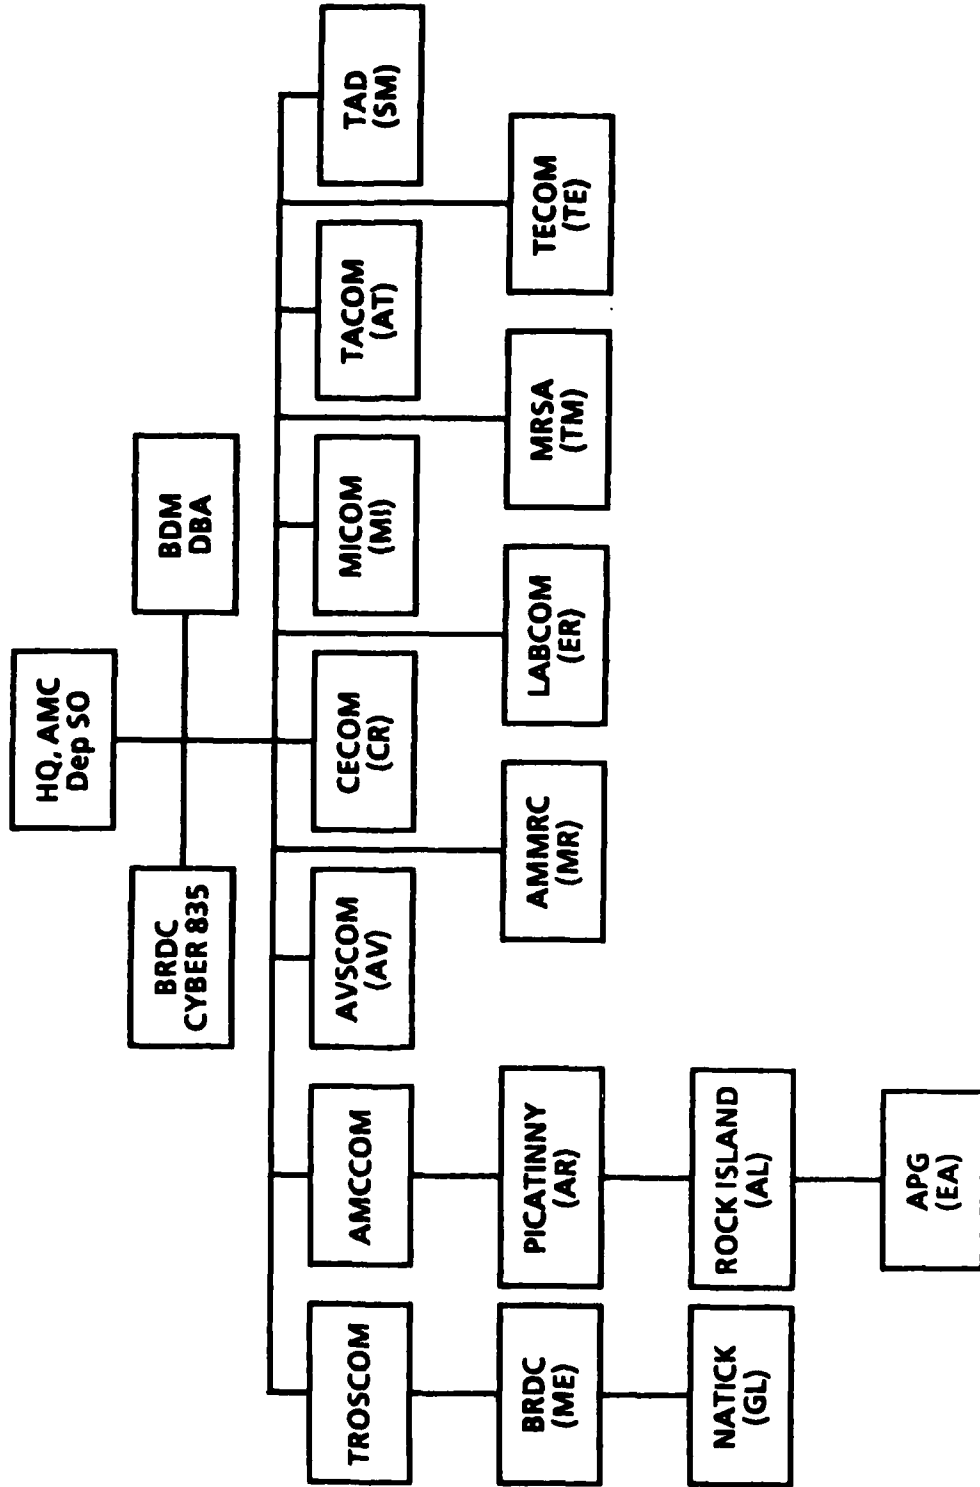 HQ, AMC
Dep SO
BRDC
CYBER 835
BDM
DBA
TROSCOM
AMCCOM
AVSCOM
(AV)
CECOM
(CR)
MICOM
(MI)
TACOM
(AT)
TAD
(SM)
BRDC
(ME)
PICATINNY
(AR)
AMMRC
(MR)
LABCOM
(ER)
MRSA
(TM)
TECOM
(TE)
NATICK
(GL)
ROCK ISLAND
(AL)
APG
(EA)